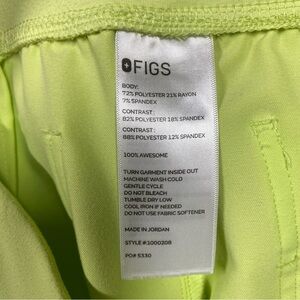 FIGS
BODY:
72% POLYESTER 21% RAYON
7% SPANDEX
CONTRAST:
82% POLYESTER 18% SPANDEX
CONTRAST:
88% POLYESTER 12% SPANDEX
100% AWESOME
TURN GARMENT INSIDE OUT
MACHINE WASH COLD
GENTLE CYCLE
DO NOT BLEACH
TUMBLE DRY LOW
COOL IRON IF NEEDED
DO NOT USE FABRIC SOFTENER
MADE IN JORDAN
STYLE #1000208
PO# 5330